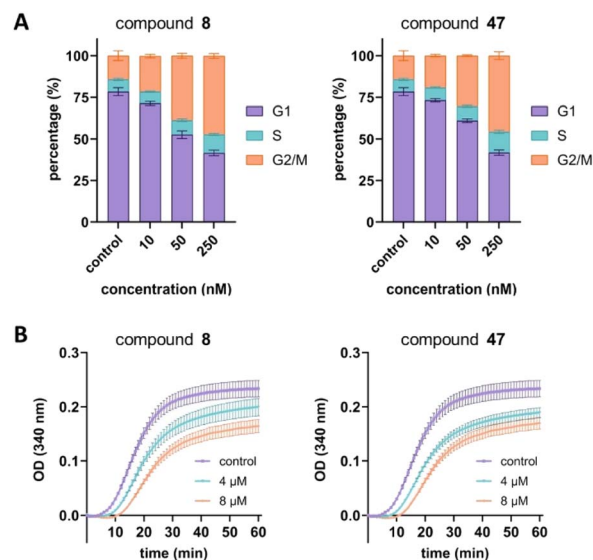 A
compound 8
compound 47
percentage (%)
100
75
50
25
0
control
10
50
250
concentration (nM)
G1
S
G2/M
percentage (%)
100
75
50
25
0
control
10
50
250
concentration (nM)
G1
S
G2/M
B
compound 8
compound 47
OD (340 nm)
0.3
0.2
0.1
0.0
control
4 µM
8 µM
10 20 30 40 50 60
time (min)
OD (340 nm)
0.3
0.2
0.1
0.0
control
4 µM
8 µM
10 20 30 40 50 60
time (min)